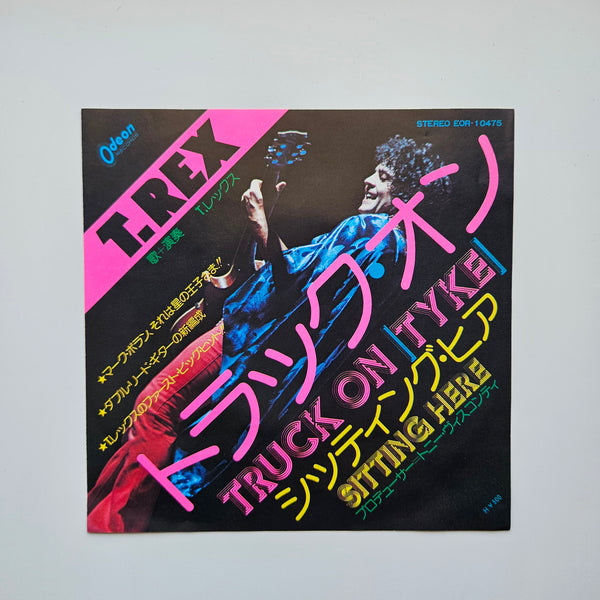 Odeon
RECORDS
STEREO EOR-10475
T.REX
歌+演奏 T.レックス
★マーク・ボラン、それは星の王子さま!!
★ダブル・リード・ギターの新編成
★T.レックスのファースト・ビッグ・ヒット
トラック・オン
TRUCK ON [TYKE]
シッティング・ヒア
SITTING HERE
プロデューサー=トニー・ヴィスコンティ
H ¥500